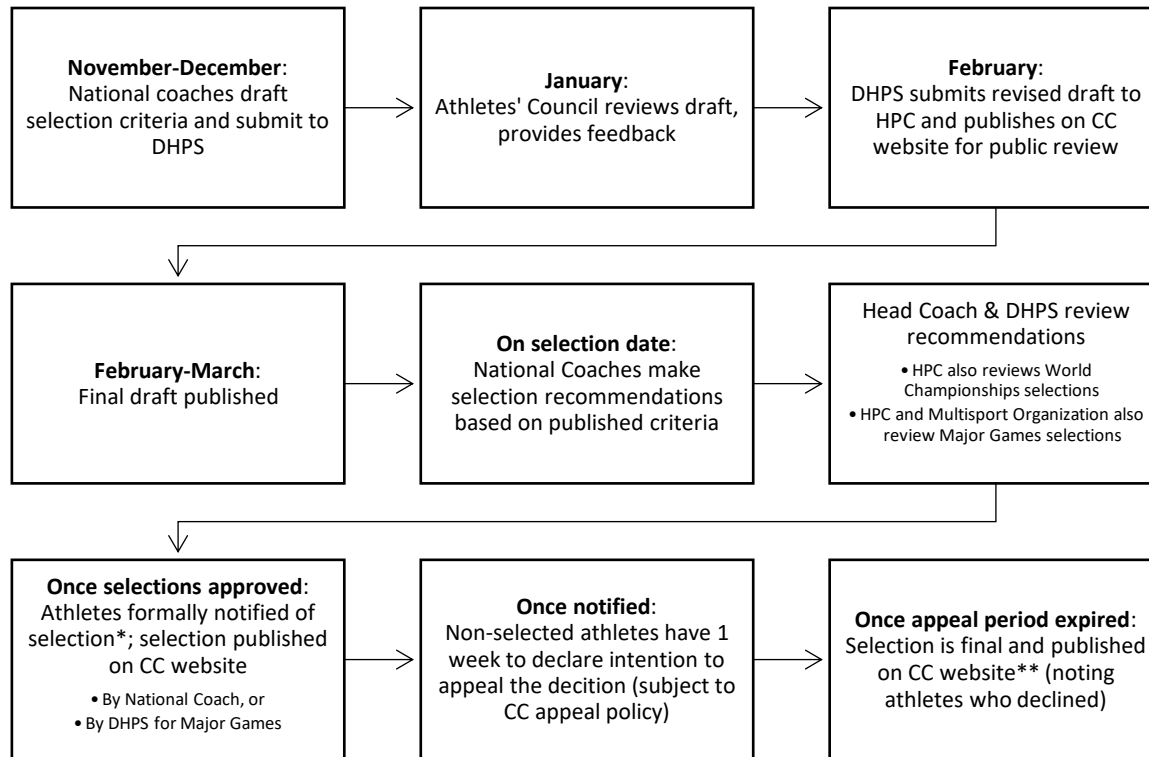 November-December:
National coaches draft
selection criteria and submit to
DHPS
January:
Athletes' Council reviews draft,
provides feedback
February:
DHPS submits revised draft to
HPC and publishes on CC
website for public review
February-March:
Final draft published
On selection date:
National Coaches make
selection recommendations
based on published criteria
Head Coach & DHPS review
recommendations
• HPC also reviews World
Championships selections
• HPC and Multisport Organization also
review Major Games selections
Once selections approved:
Athletes formally notified of
selection*; selection published
on CC website
• By National Coach, or
• By DHPS for Major Games
Once notified:
Non-selected athletes have 1
week to declare intention to
appeal the decition (subject to
CC appeal policy)
Once appeal period expired:
Selection is final and published
on CC website** (noting
athletes who declined)